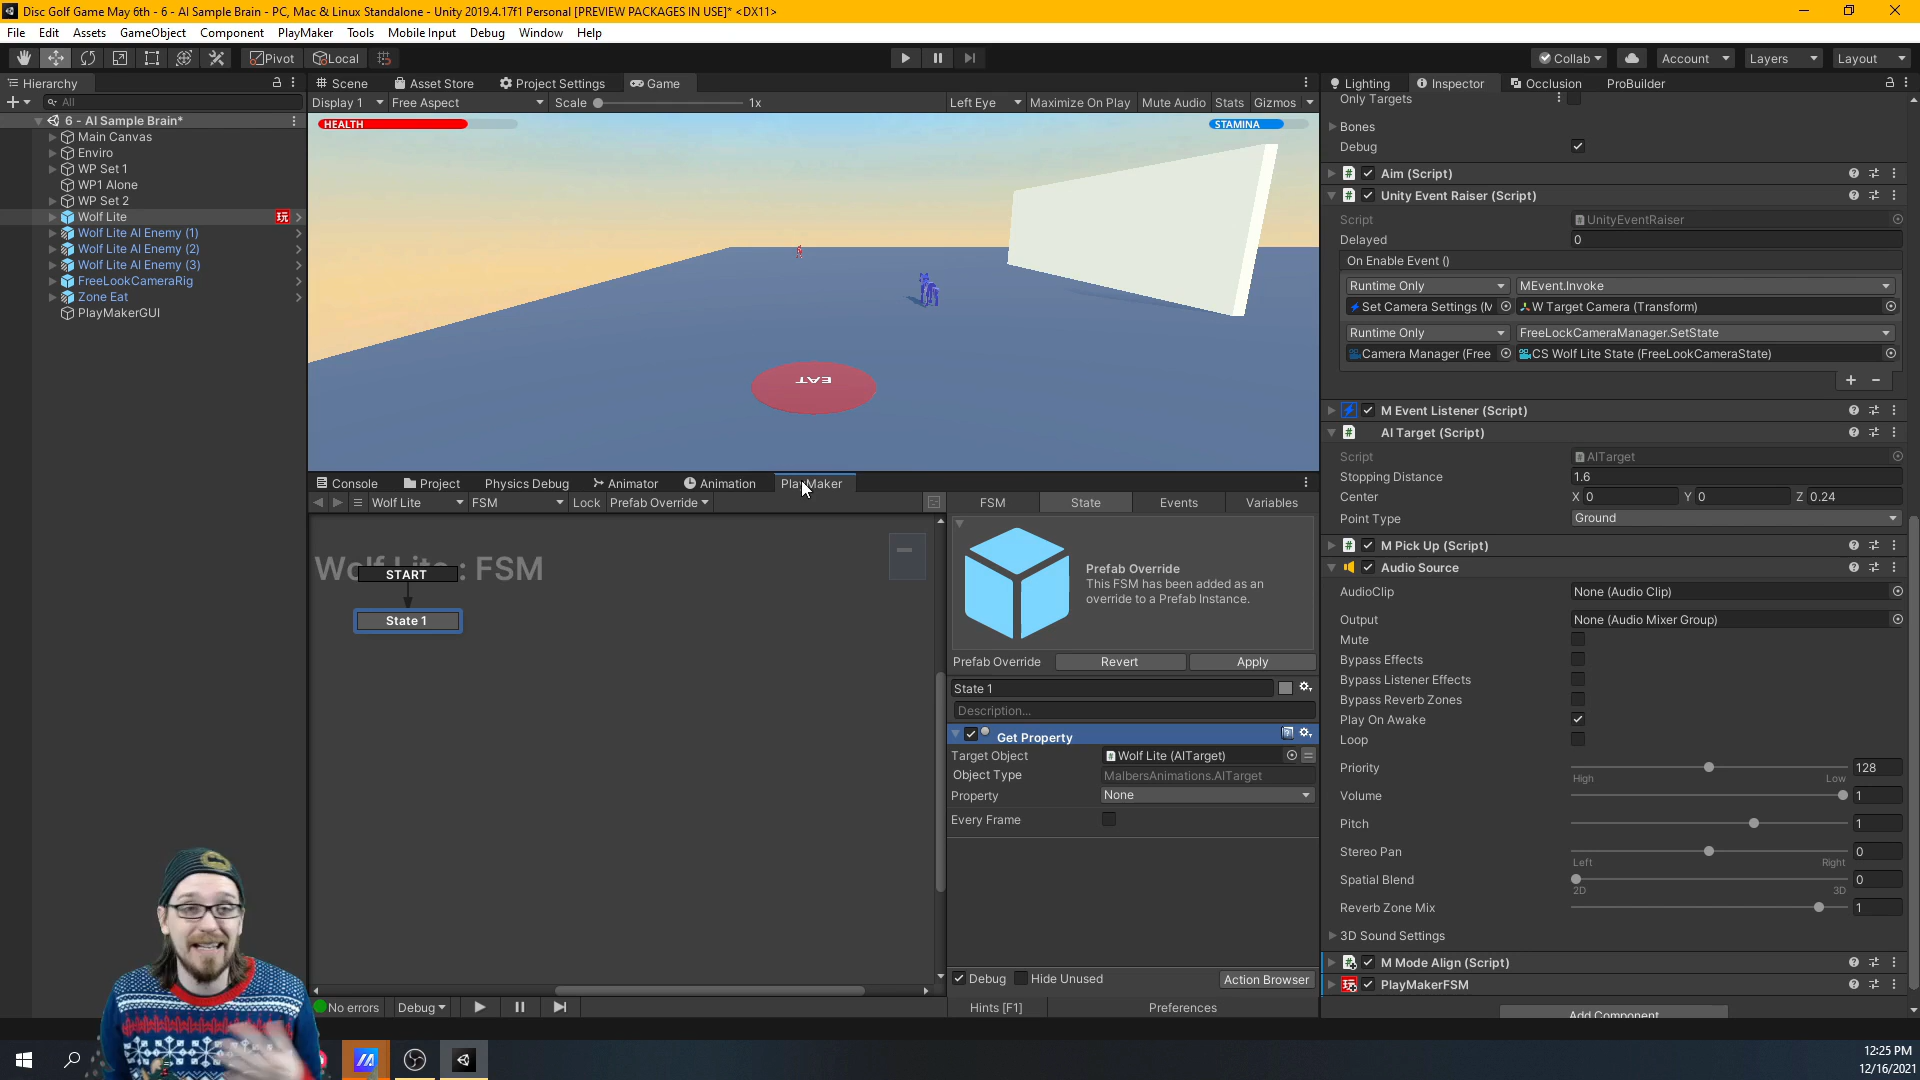 Disc Golf Game May 6th - 6 - AI Sample Brain - PC, Mac & Linux Standalone - Unity 2019.4.17f1 Personal [PREVIEW PACKAGES IN USE]* <DX11>
File Edit Assets GameObject Component PlayMaker Tools Mobile Input Debug Window Help
Pivot Local Collab Account Layers Layout
Hierarchy
All
6 - AI Sample Brain*
Main Canvas
Enviro
WP Set 1
WP1 Alone
WP Set 2
Wolf Lite 玩
Wolf Lite AI Enemy (1)
Wolf Lite AI Enemy (2)
Wolf Lite AI Enemy (3)
FreeLookCameraRig
Zone Eat
PlayMakerGUI
Scene Asset Store Project Settings Game
Display 1 Free Aspect Scale 1x Left Eye Maximize On Play Mute Audio Stats Gizmos
HEALTH STAMINA
EAT
Console Project Physics Debug Animator Animation PlayMaker
Wolf Lite FSM Lock Prefab Override
Wolf Lite : FSM
START
State 1
FSM State Events Variables
Prefab Override
This FSM has been added as an
override to a Prefab Instance.
Prefab Override Revert Apply
State 1
Description...
Get Property
Target Object Wolf Lite (AITarget)
Object Type MalbersAnimations.AITarget
Property None
Every Frame
Debug Hide Unused Action Browser
No errors Debug Hints [F1] Preferences
Lighting Inspector Occlusion ProBuilder
Only Targets
Bones
Debug
Aim (Script)
Unity Event Raiser (Script)
Script UnityEventRaiser
Delayed 0
On Enable Event ()
Runtime Only MEvent.Invoke
Set Camera Settings (M W Target Camera (Transform)
Runtime Only FreeLockCameraManager.SetState
Camera Manager (Free CS Wolf Lite State (FreeLookCameraState)
M Event Listener (Script)
AI Target (Script)
Script AITarget
Stopping Distance 1.6
Center X 0 Y 0 Z 0.24
Point Type Ground
M Pick Up (Script)
Audio Source
AudioClip None (Audio Clip)
Output None (Audio Mixer Group)
Mute
Bypass Effects
Bypass Listener Effects
Bypass Reverb Zones
Play On Awake
Loop
Priority 128
High Low
Volume 1
Pitch 1
Stereo Pan 0
Left Right
Spatial Blend 0
2D 3D
Reverb Zone Mix 1
3D Sound Settings
M Mode Align (Script)
PlayMakerFSM
Add Component
12:25 PM
12/16/2021